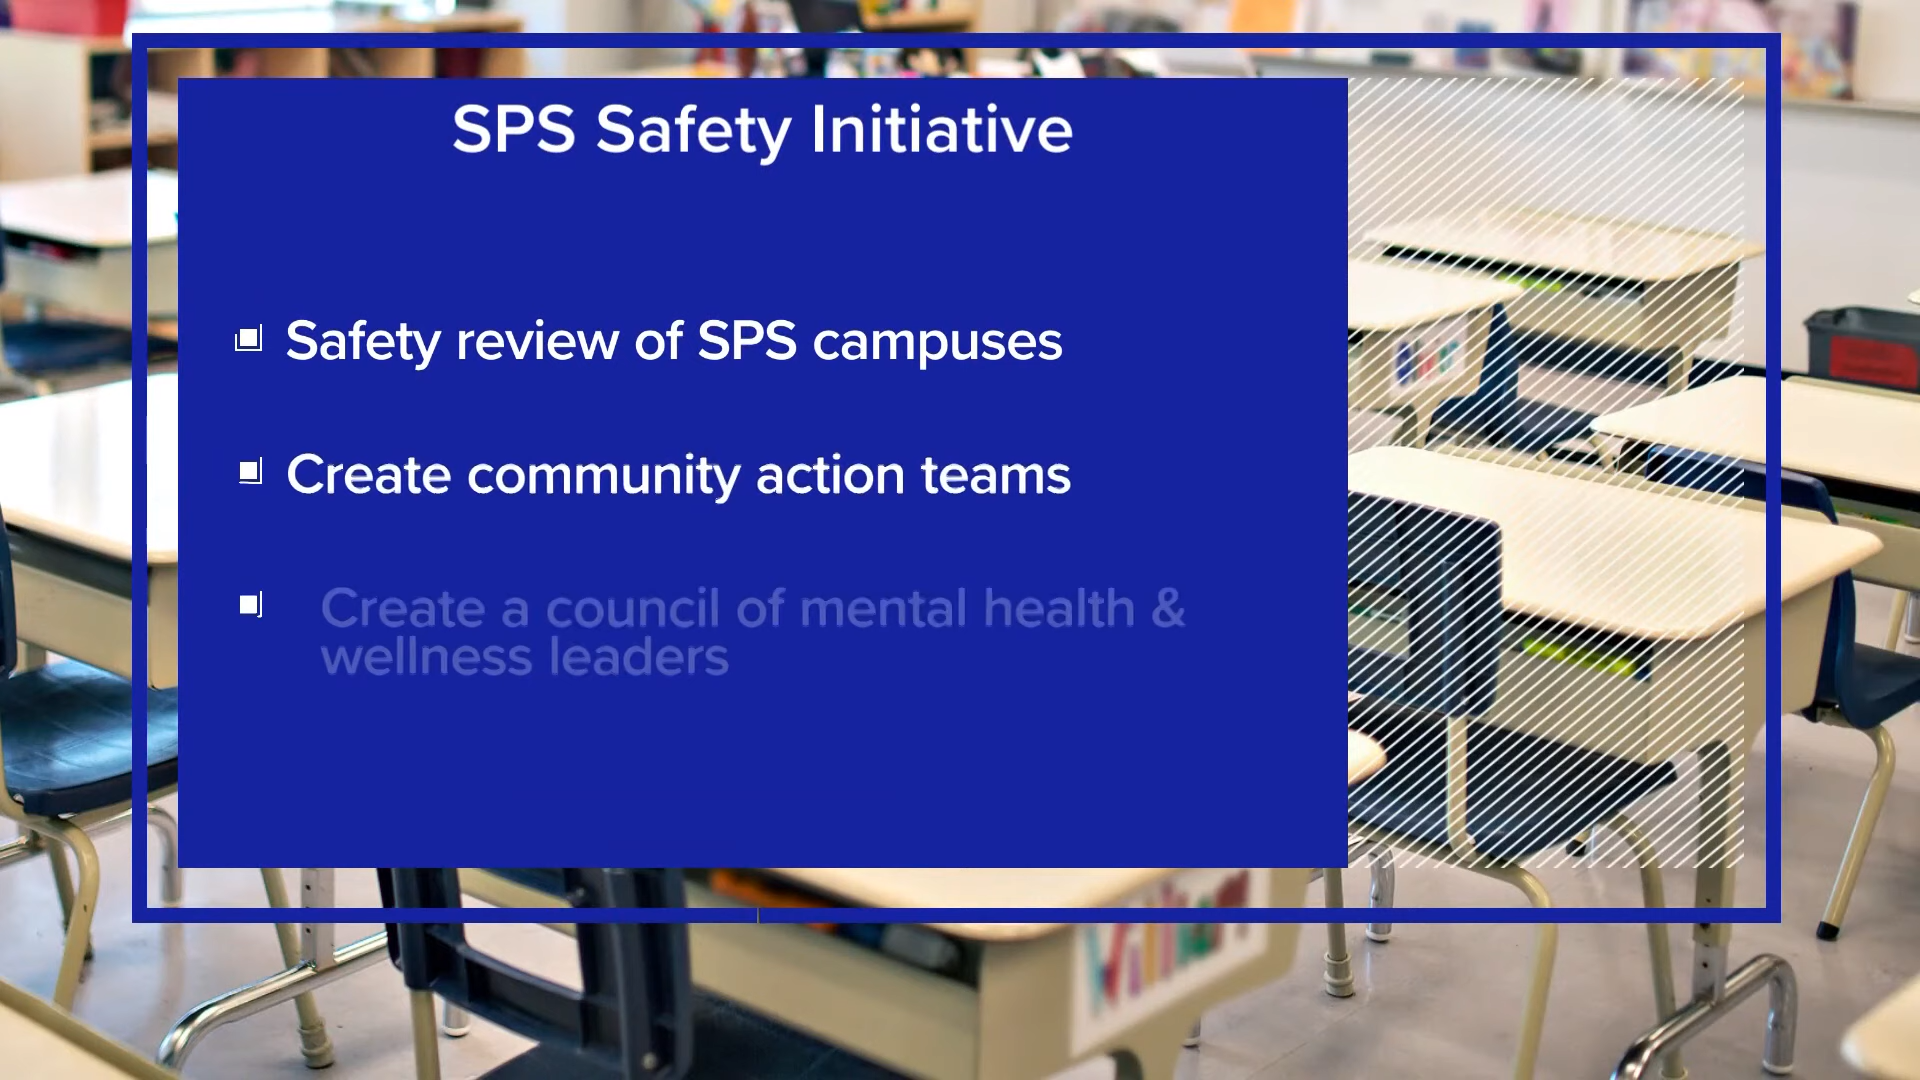 SPS Safety Initiative
Safety review of SPS campuses
Create community action teams
Create a council of mental health &
wellness leaders